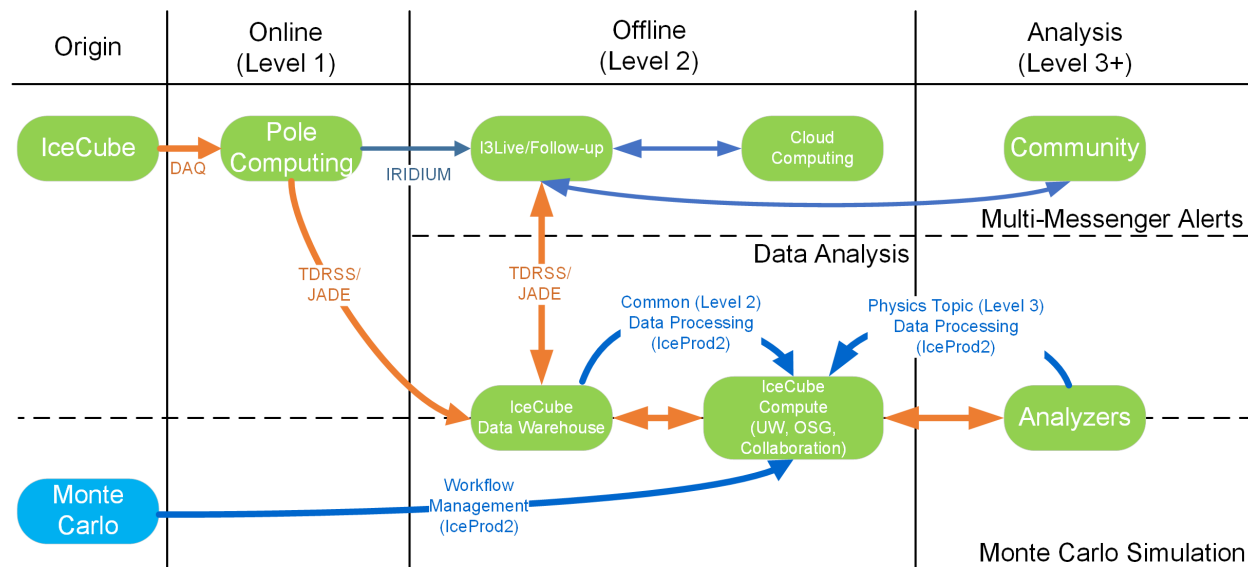 Origin
Online
(Level 1)
Offline
(Level 2)
Analysis
(Level 3+)
IceCube
DAQ
Pole
Computing
IRIDIUM
I3Live/Follow-up
Cloud
Computing
Community
Multi-Messenger Alerts
Data Analysis
TDRSS/
JADE
TDRSS/
JADE
Common (Level 2)
Data Processing
(IceProd2)
Physics Topic (Level 3)
Data Processing
(IceProd2)
IceCube
Data Warehouse
IceCube
Compute
(UW, OSG,
Collaboration)
Analyzers
Monte
Carlo
Workflow
Management
(IceProd2)
Monte Carlo Simulation